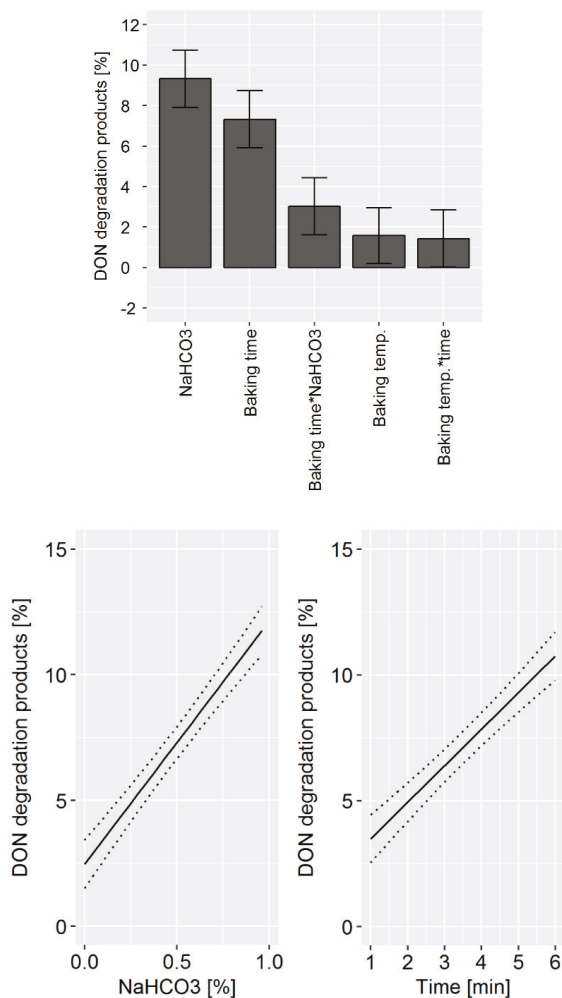 DON degradation products [%]
12
10
8
6
4
2
0
-2
NaHCO3
Baking time
Baking time*NaHCO3
Baking temp.
Baking temp.*time
DON degradation products [%]
15
10
5
0
0.0
0.5
1.0
NaHCO3 [%]
DON degradation products [%]
15
10
5
0
1
2
3
4
5
6
Time [min]